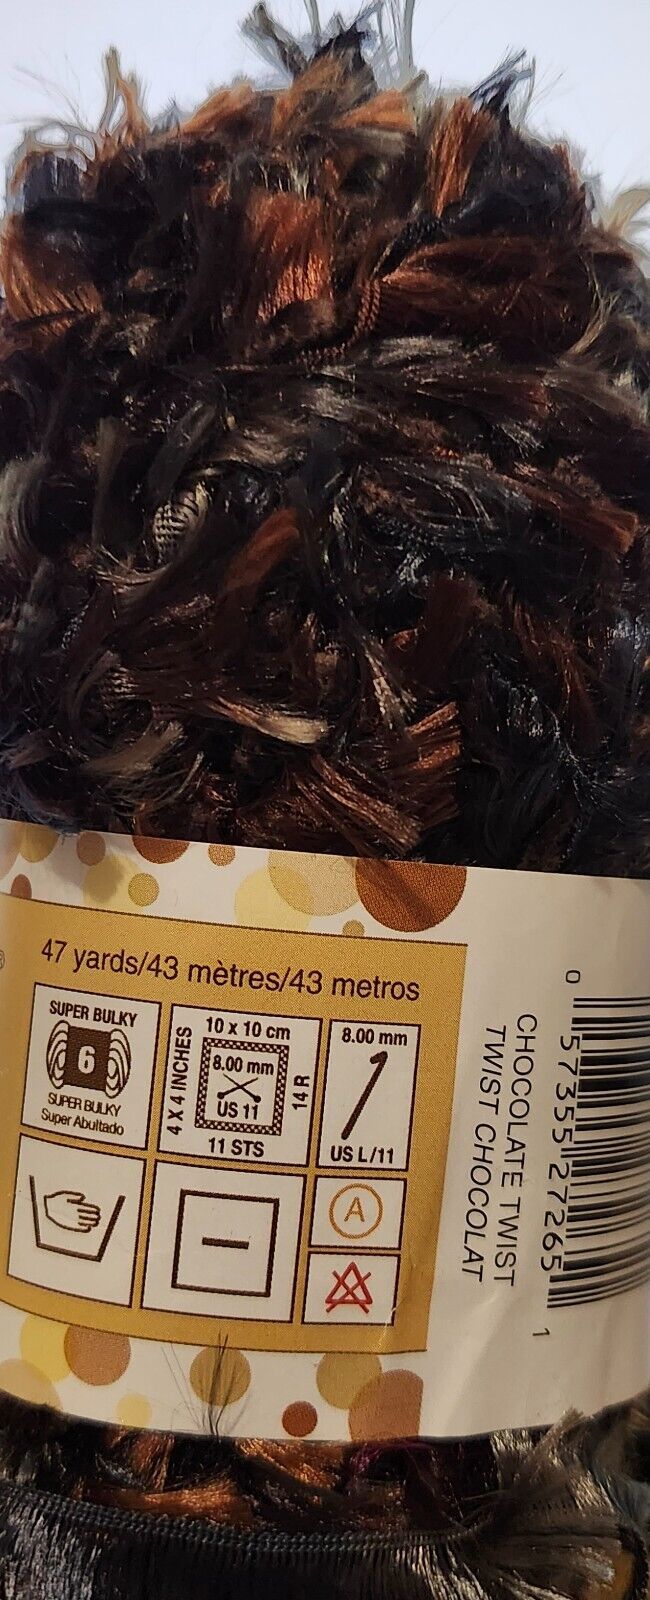 47 yards/43 mètres/43 metros
SUPER BULKY
6
SUPER BULKY
Super Abultado
10 x 10 cm
4 X 4 INCHES
8.00 mm
US 11
14 R
11 STS
8.00 mm
US L/11
A
CHOCOLATE TWIST
TWIST CHOCOLAT
0 57355 27265 1